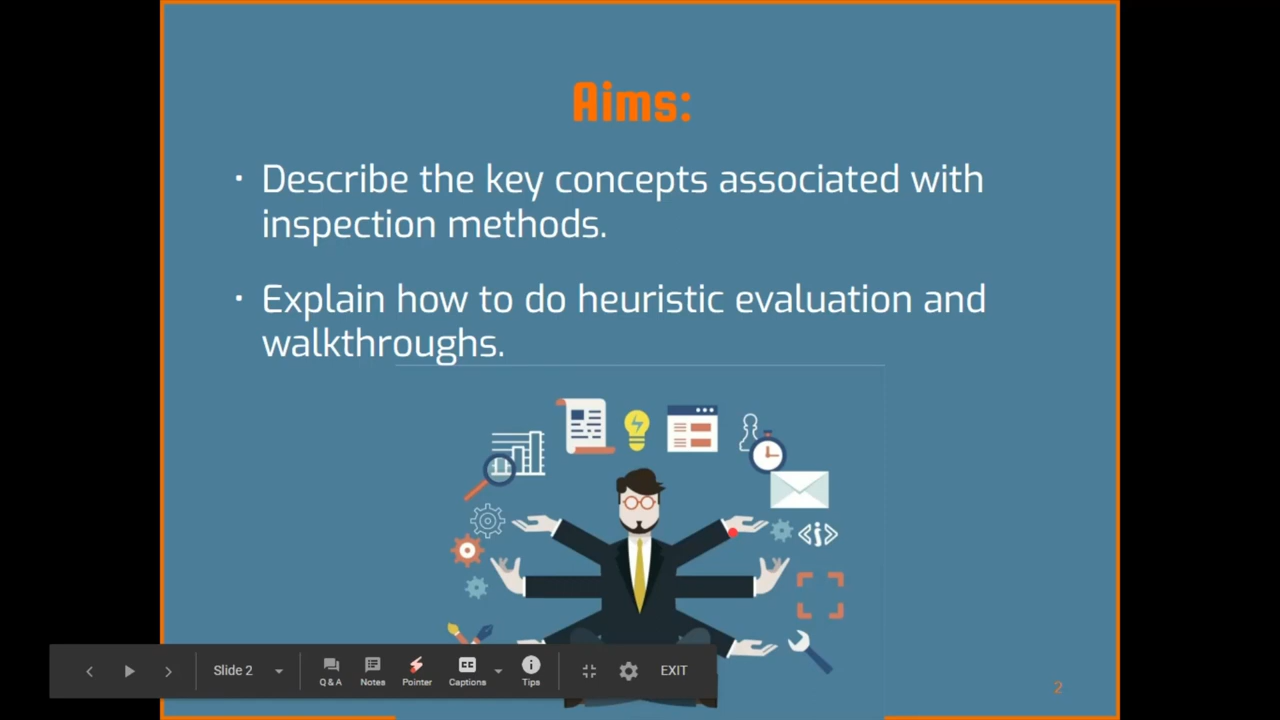 Aims:
· Describe the key concepts associated with
inspection methods.
· Explain how to do heuristic evaluation and
walkthroughs.
Slide 2
Q & A
Notes
Pointer
Captions
Tips
EXIT
2